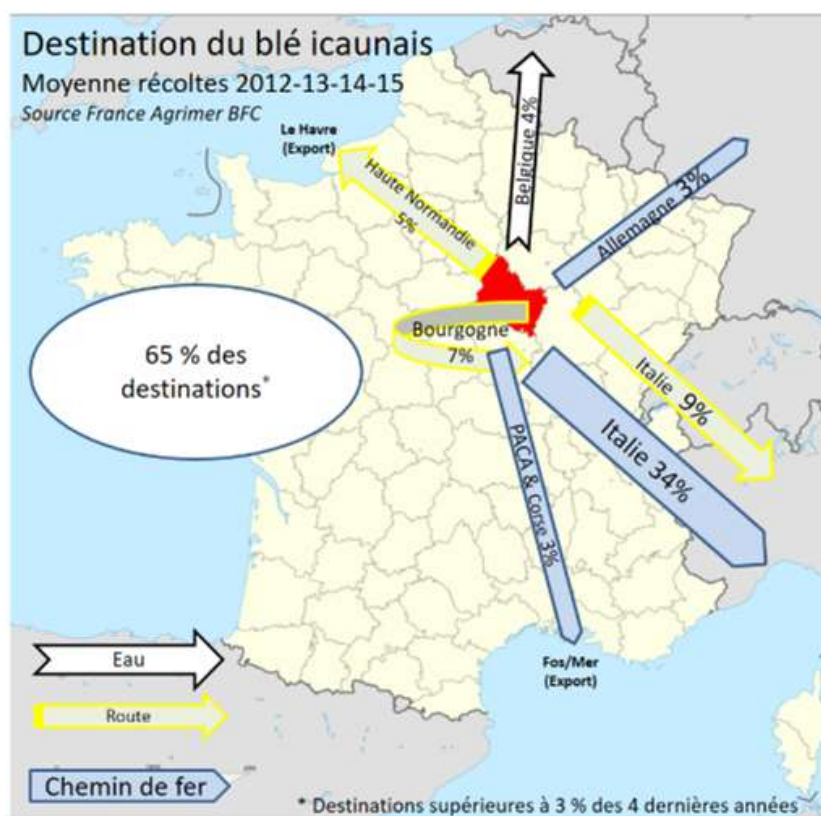 Destination du blé icaunais
Moyenne récoltes 2012-13-14-15
Source France Agrimer BFC
Le Havre
(Export)
Belgique 4%
Haute Normandie
5%
Allemagne 3%
Bourgogne
7%
65 % des
destinations*
Italie 9%
Italie 34%
PACA & Corse 3%
Fos/Mer
(Export)
Eau
Route
Chemin de fer
* Destinations supérieures à 3 % des 4 dernières années